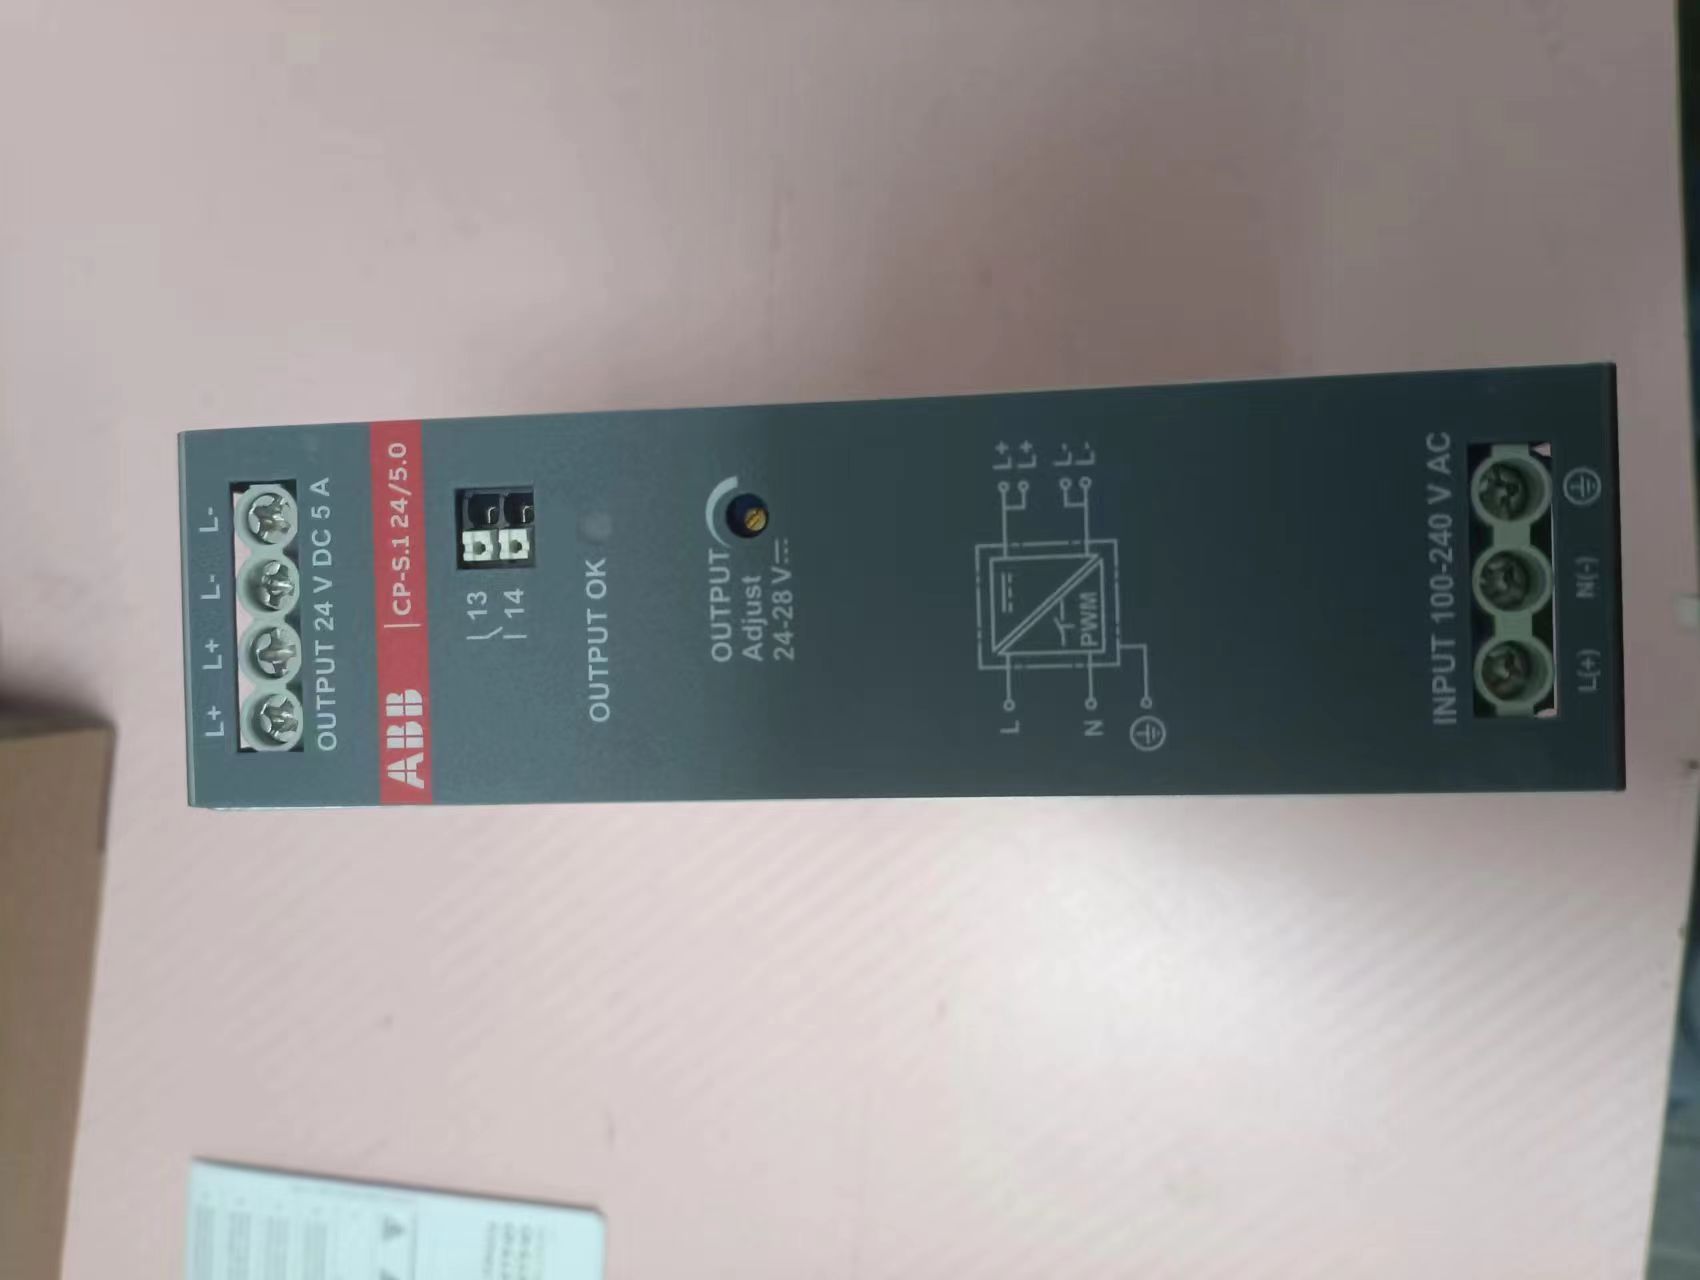 L+ L+ L- L-
OUTPUT 24 V DC 5 A
ABB CP-S.1 24/5.0
13
14
OUTPUT OK
OUTPUT
Adjust
24-28 V
L L+
L+
PWM
L-
N L-
INPUT 100-240 V AC
L(+) N(-)